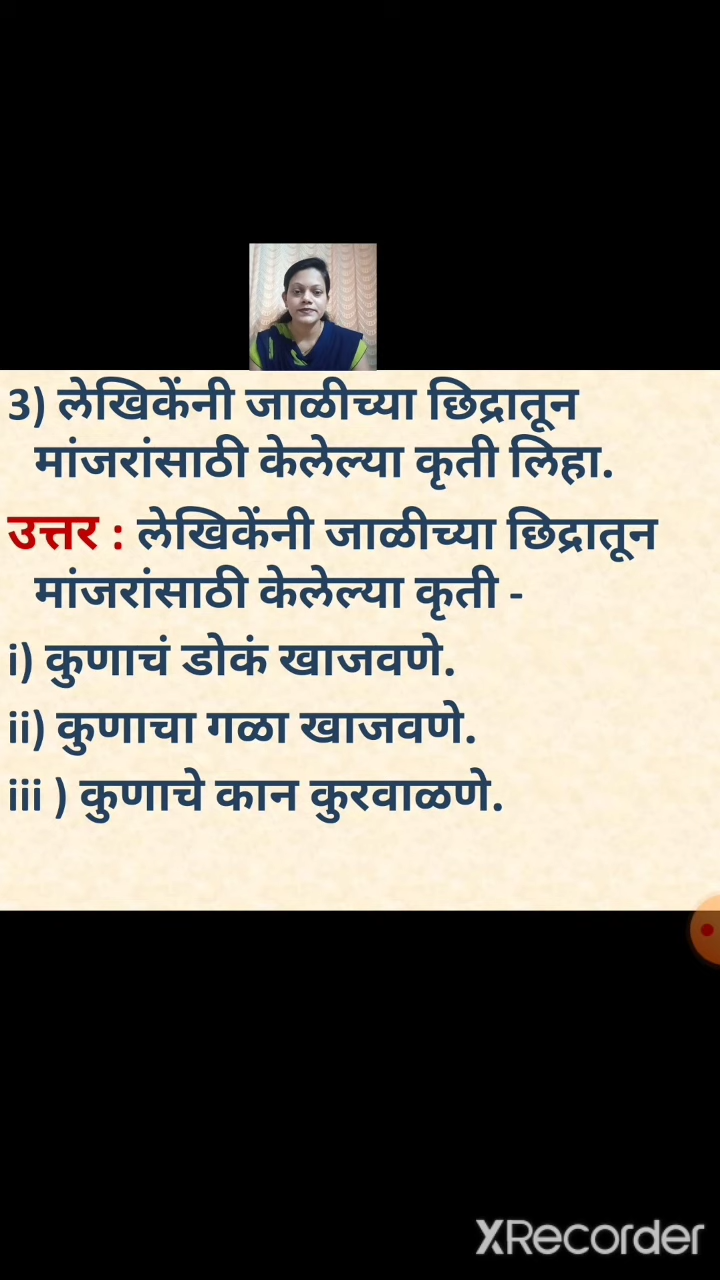 3) लेखिकेंनी जाळीच्या छिद्रातून
मांजरांसाठी केलेल्या कृती लिहा.
उत्तर : लेखिकेंनी जाळीच्या छिद्रातून
मांजरांसाठी केलेल्या कृती -
i) कुणाचं डोकं खाजवणे.
ii) कुणाचा गळा खाजवणे.
iii ) कुणाचे कान कुरवाळणे.
XRecorder